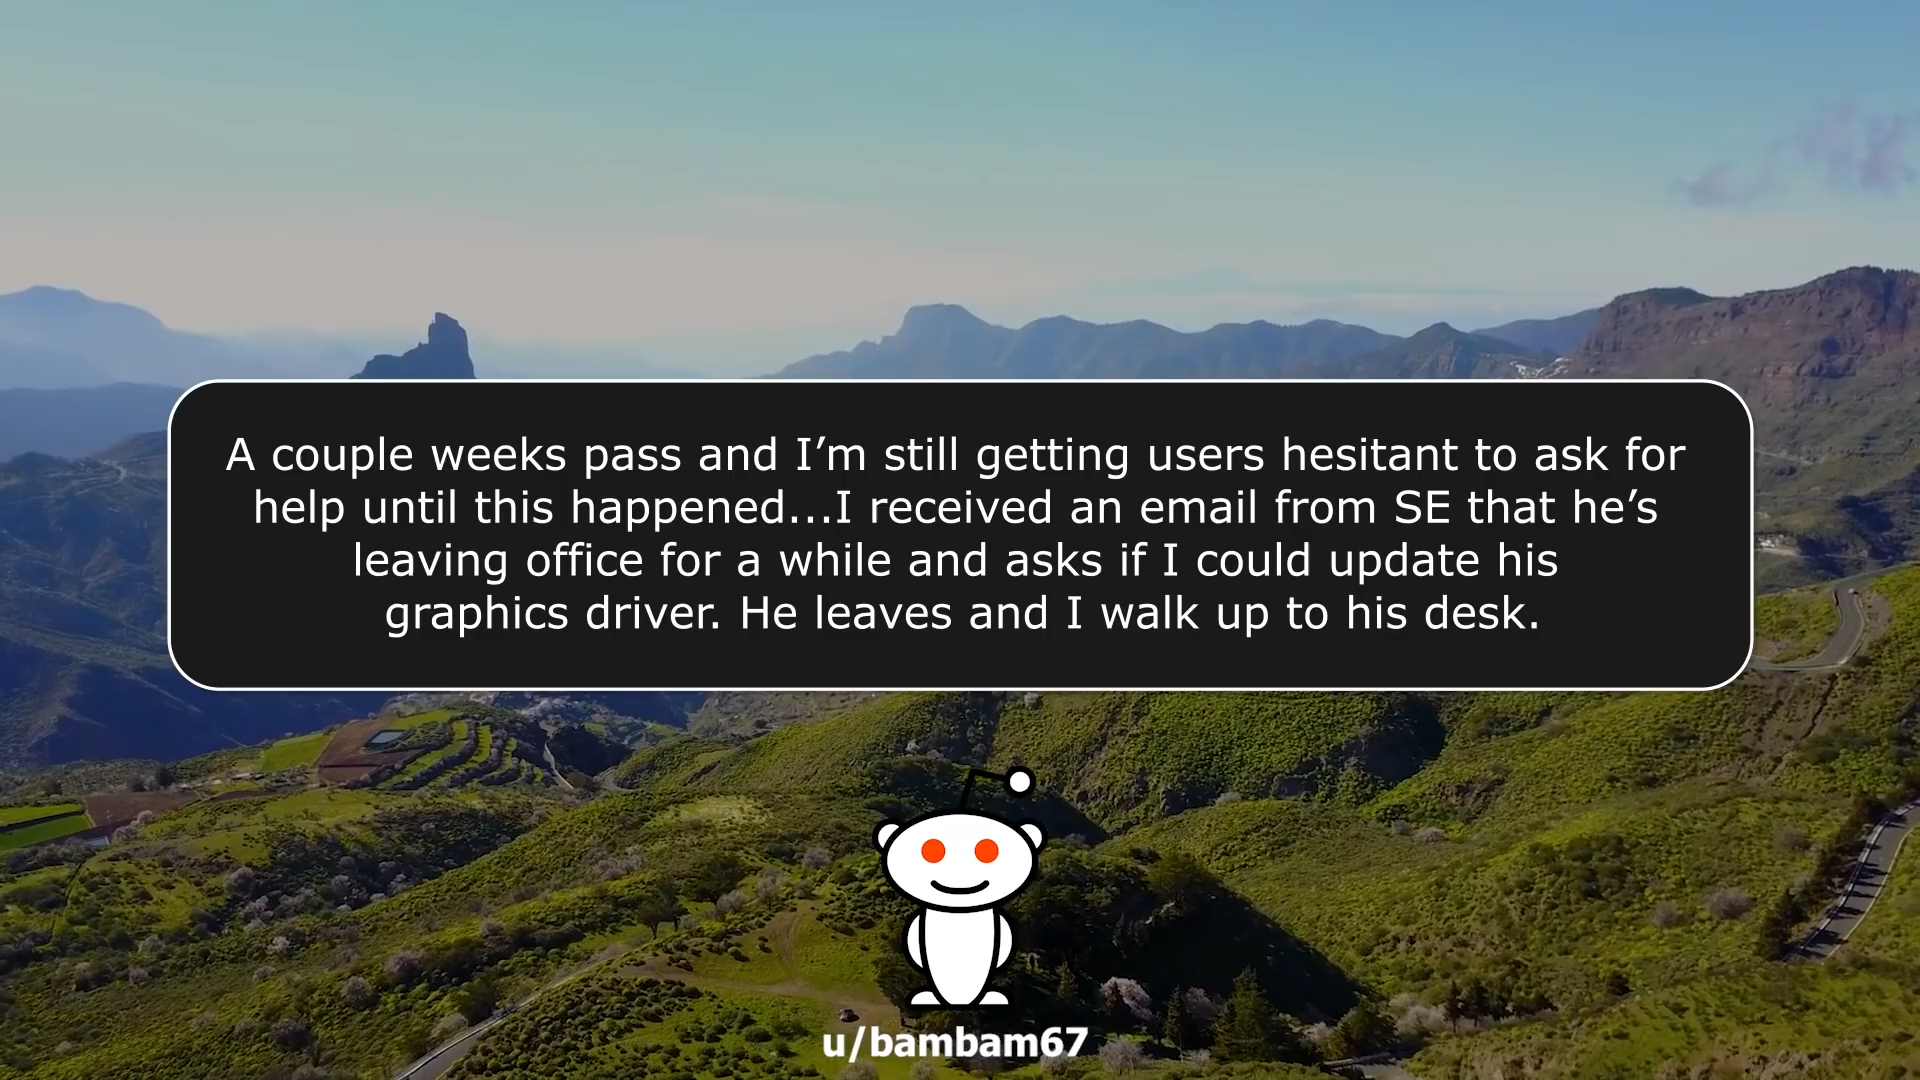 A couple weeks pass and I’m still getting users hesitant to ask for
help until this happened...I received an email from SE that he’s
leaving office for a while and asks if I could update his
graphics driver. He leaves and I walk up to his desk.
u/bambam67